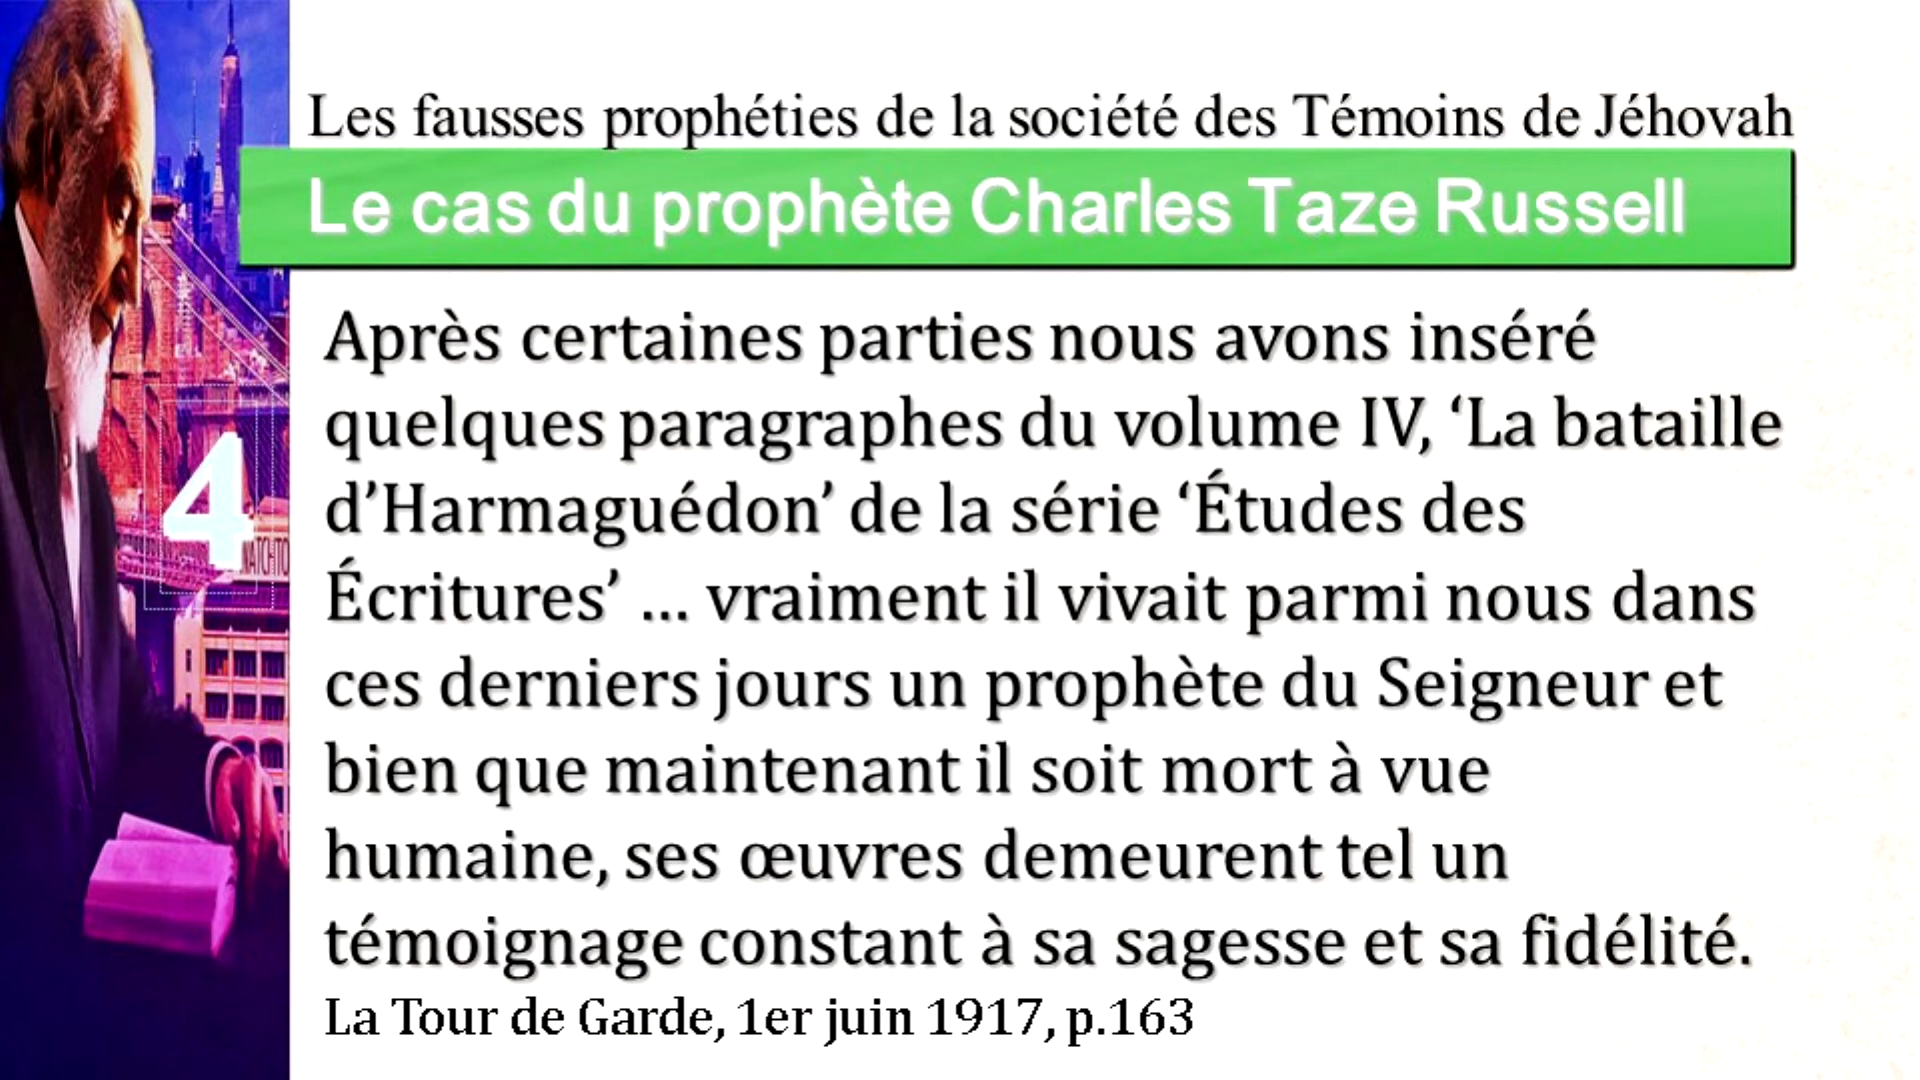 Les fausses prophéties de la société des Témoins de Jéhovah
Le cas du prophète Charles Taze Russell
Après certaines parties nous avons inséré
quelques paragraphes du volume IV, ‘La bataille
d’Harmaguédon’ de la série ‘Études des
Écritures’ ... vraiment il vivait parmi nous dans
ces derniers jours un prophète du Seigneur et
bien que maintenant il soit mort à vue
humaine, ses œuvres demeurent tel un
témoignage constant à sa sagesse et sa fidélité.
La Tour de Garde, 1er juin 1917, p.163
4